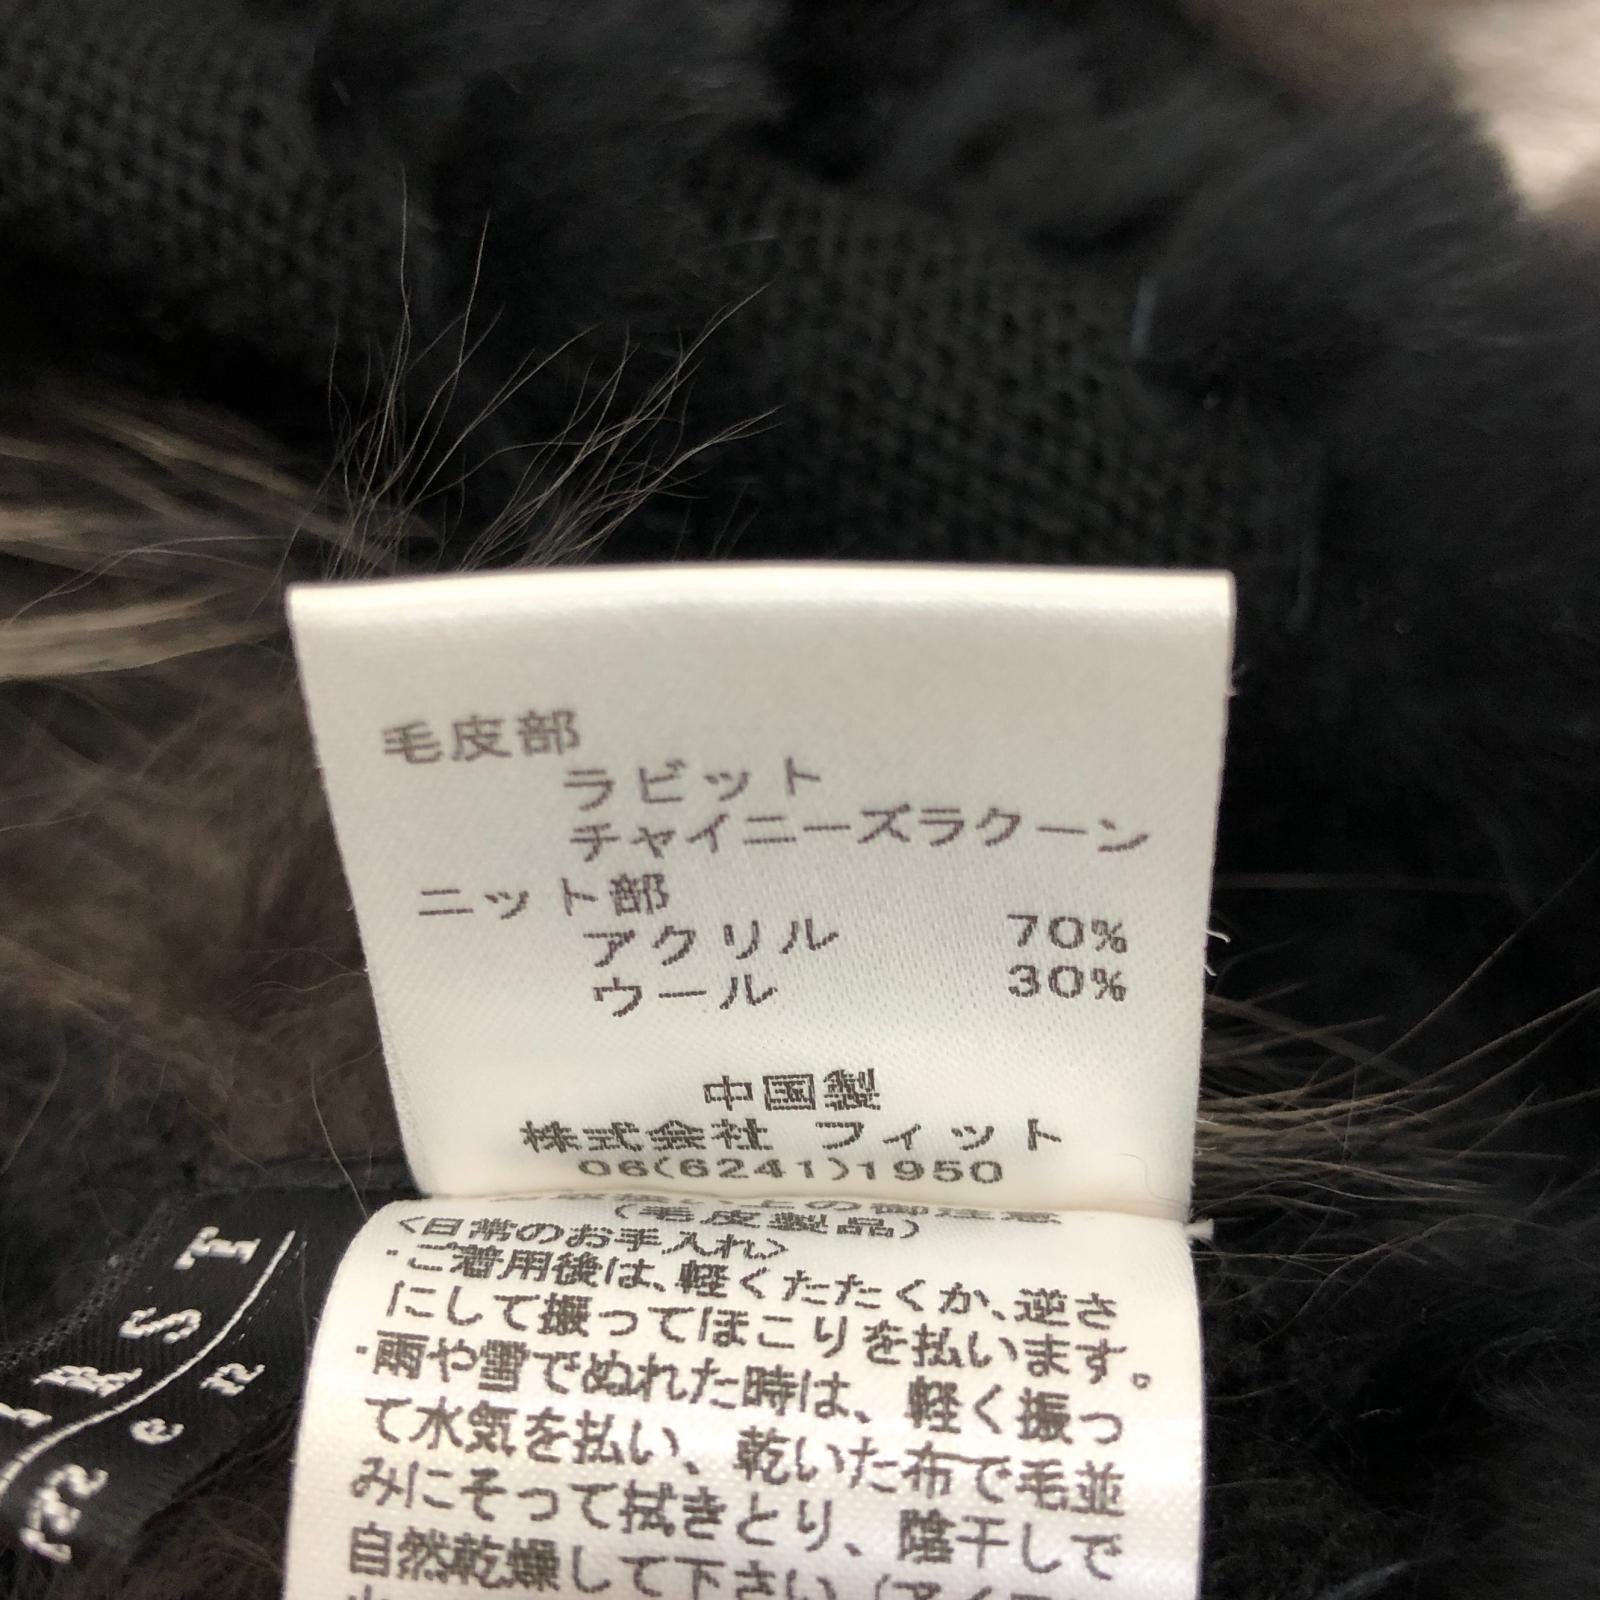 毛皮部
ラビット
チャイニーズラクーン
ニット部
アクリル 70%
ウール 30%
中国製
株式会社 フィット
06(6241)1950
(毛皮製品)
<日常のお手入れ>
・ご着用後は、軽くたたくか、逆さ
にして振ってほこりを払います。
・雨や雪でぬれた時は、軽く振っ
て水気を払い、乾いた布で毛並
みにそって拭きとり、陰干しで
自然乾燥して下さい。